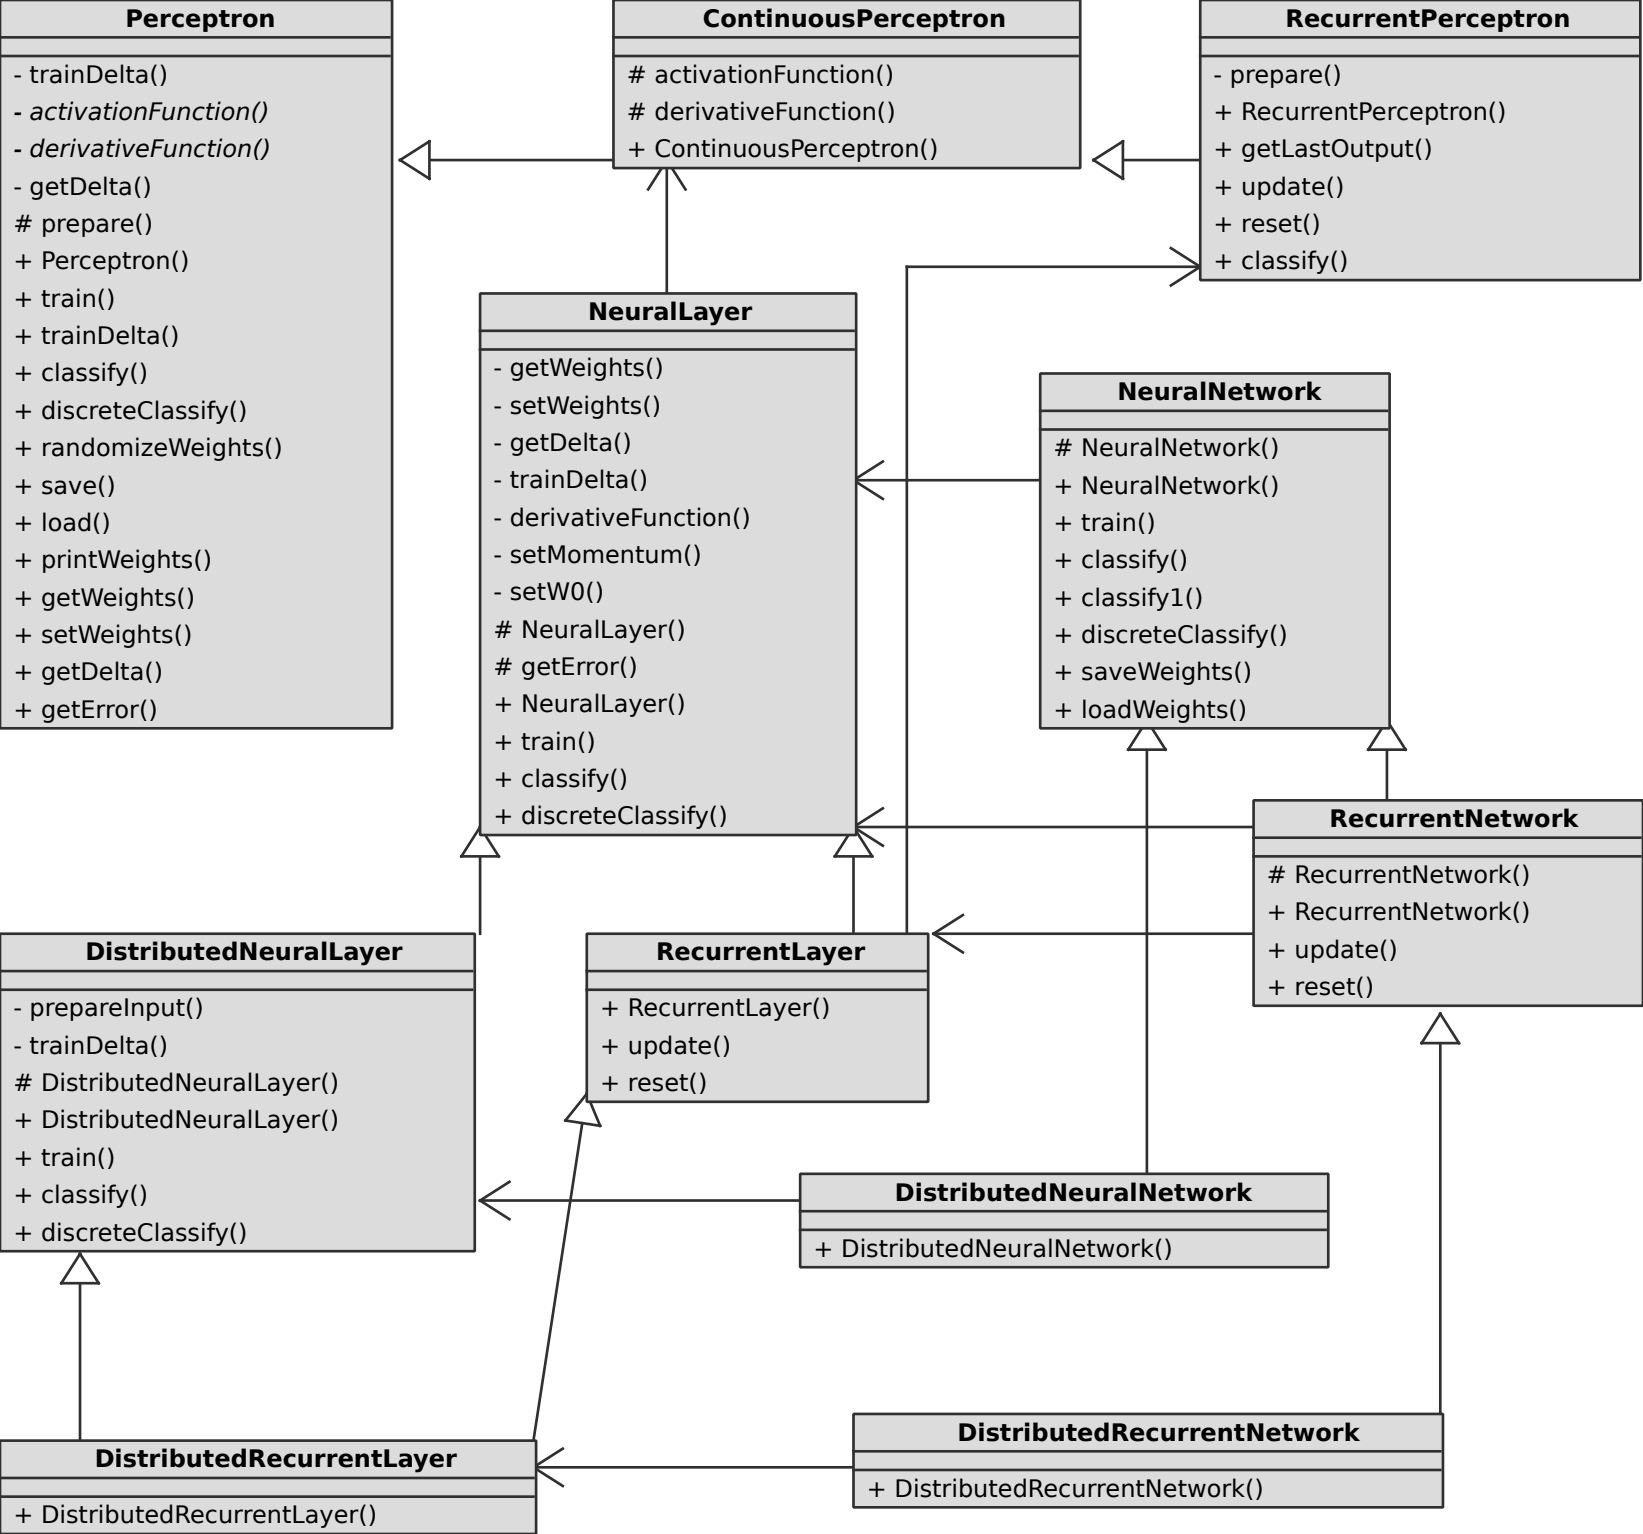 Perceptron
- trainDelta()
- activationFunction()
- derivativeFunction()
- getDelta()
# prepare()
+ Perceptron()
+ train()
+ trainDelta()
+ classify()
+ discreteClassify()
+ randomizeWeights()
+ save()
+ load()
+ printWeights()
+ getWeights()
+ setWeights()
+ getDelta()
+ getError()
ContinuousPerceptron
# activationFunction()
# derivativeFunction()
+ ContinuousPerceptron()
RecurrentPerceptron
- prepare()
+ RecurrentPerceptron()
+ getLastOutput()
+ update()
+ reset()
+ classify()
NeuralLayer
- getWeights()
- setWeights()
- getDelta()
- trainDelta()
- derivativeFunction()
- setMomentum()
- setW0()
# NeuralLayer()
# getError()
+ NeuralLayer()
+ train()
+ classify()
+ discreteClassify()
NeuralNetwork
# NeuralNetwork()
+ NeuralNetwork()
+ train()
+ classify()
+ classify1()
+ discreteClassify()
+ saveWeights()
+ loadWeights()
RecurrentNetwork
# RecurrentNetwork()
+ RecurrentNetwork()
+ update()
+ reset()
DistributedNeuralLayer
- prepareInput()
- trainDelta()
# DistributedNeuralLayer()
+ DistributedNeuralLayer()
+ train()
+ classify()
+ discreteClassify()
RecurrentLayer
+ RecurrentLayer()
+ update()
+ reset()
DistributedNeuralNetwork
+ DistributedNeuralNetwork()
DistributedRecurrentLayer
+ DistributedRecurrentLayer()
DistributedRecurrentNetwork
+ DistributedRecurrentNetwork()